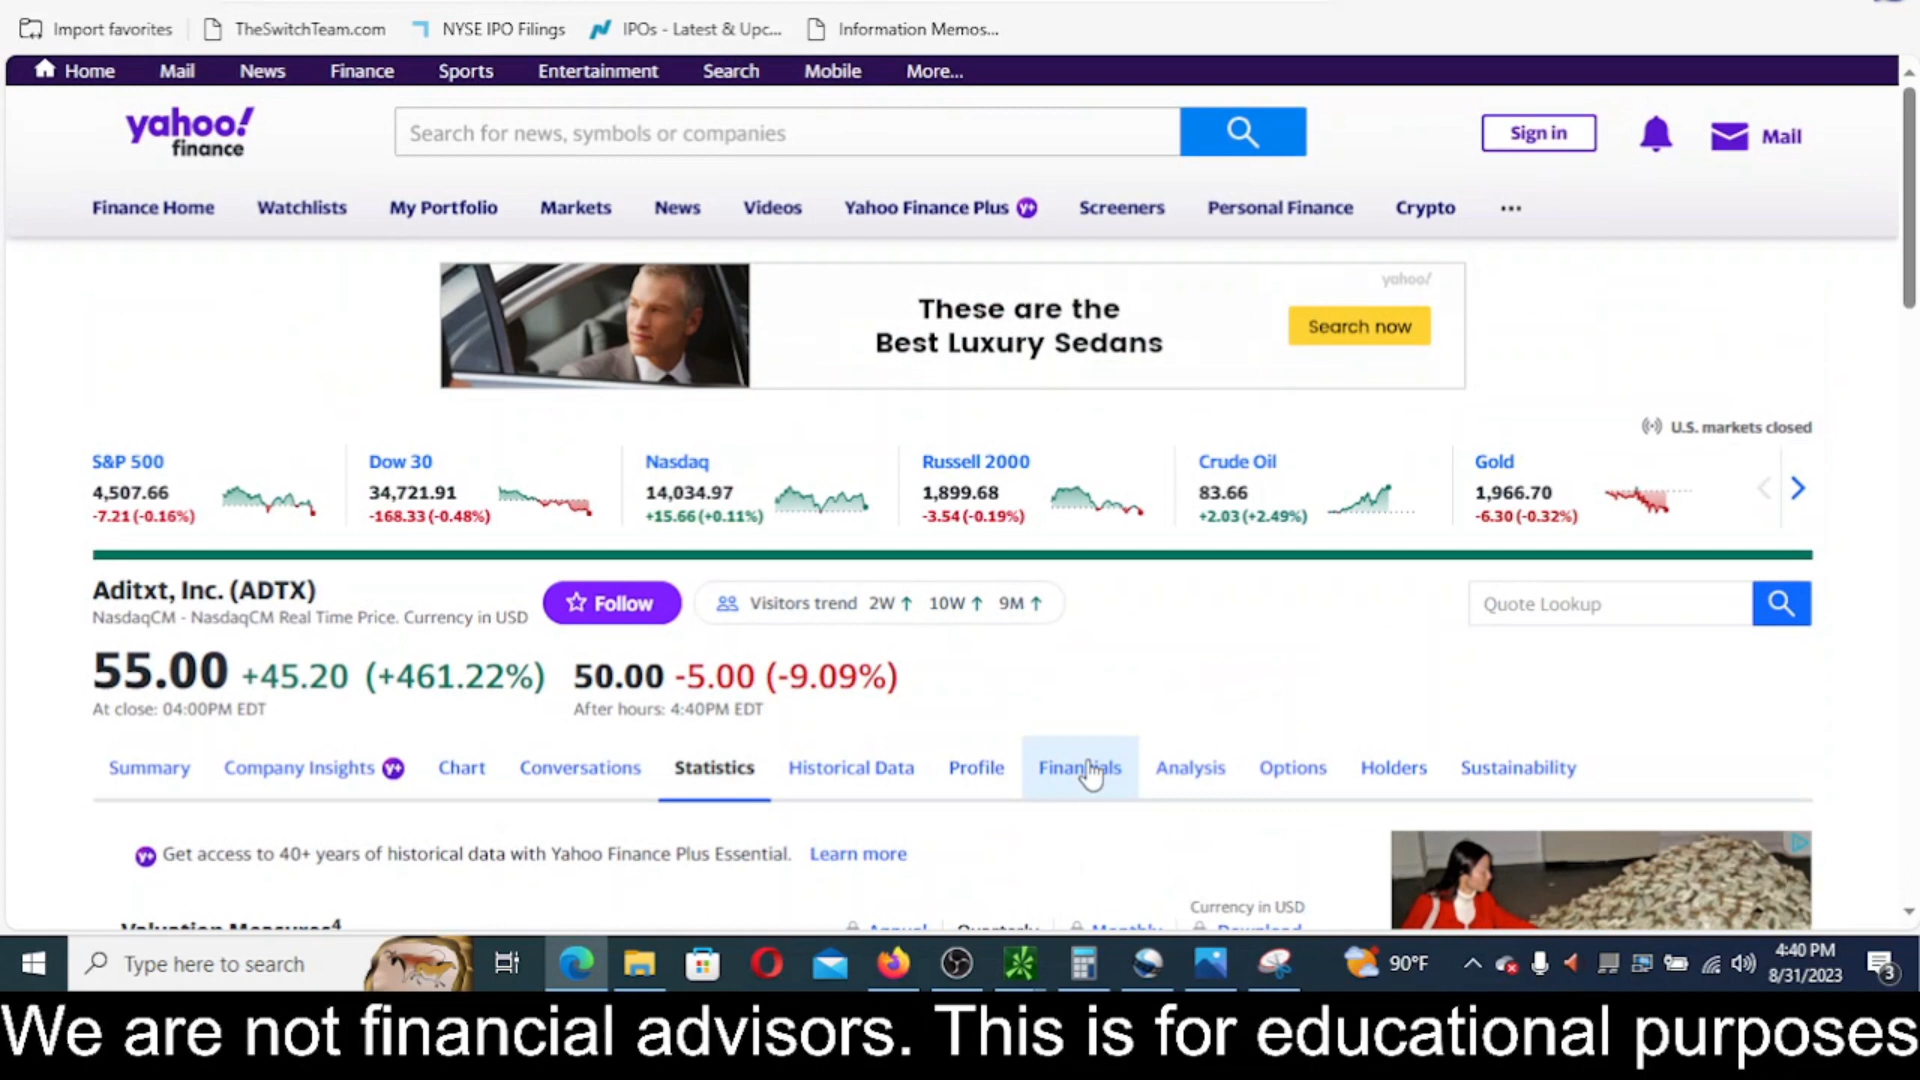 Import favorites TheSwitchTeam.com NYSE IPO Filings IPOs - Latest & Upc... Information Memos...
Home Mail News Finance Sports Entertainment Search Mobile More...
yahoo!
finance
Search for news, symbols or companies
Sign in
Mail
Finance Home Watchlists My Portfolio Markets News Videos Yahoo Finance Plus Y+ Screeners Personal Finance Crypto ...
yahoo!
These are the
Best Luxury Sedans
Search now
U.S. markets closed
S&P 500 Dow 30 Nasdaq Russell 2000 Crude Oil Gold
4,507.66 34,721.91 14,034.97 1,899.68 83.66 1,966.70
-7.21 (-0.16%) -168.33 (-0.48%) +15.66 (+0.11%) -3.54 (-0.19%) +2.03 (+2.49%) -6.30 (-0.32%)
Aditxt, Inc. (ADTX)
NasdaqCM - NasdaqCM Real Time Price. Currency in USD
Follow
Visitors trend 2W ↑ 10W ↑ 9M ↑
Quote Lookup
55.00 +45.20 (+461.22%) 50.00 -5.00 (-9.09%)
At close: 04:00PM EDT After hours: 4:40PM EDT
Summary Company Insights Y+ Chart Conversations Statistics Historical Data Profile Financials Analysis Options Holders Sustainability
Y+ Get access to 40+ years of historical data with Yahoo Finance Plus Essential. Learn more
Currency in USD
Valuation Measures4 Annual Quarterly Monthly Download
Type here to search
90°F
4:40 PM
8/31/2023
3
We are not financial advisors. This is for educational purposes